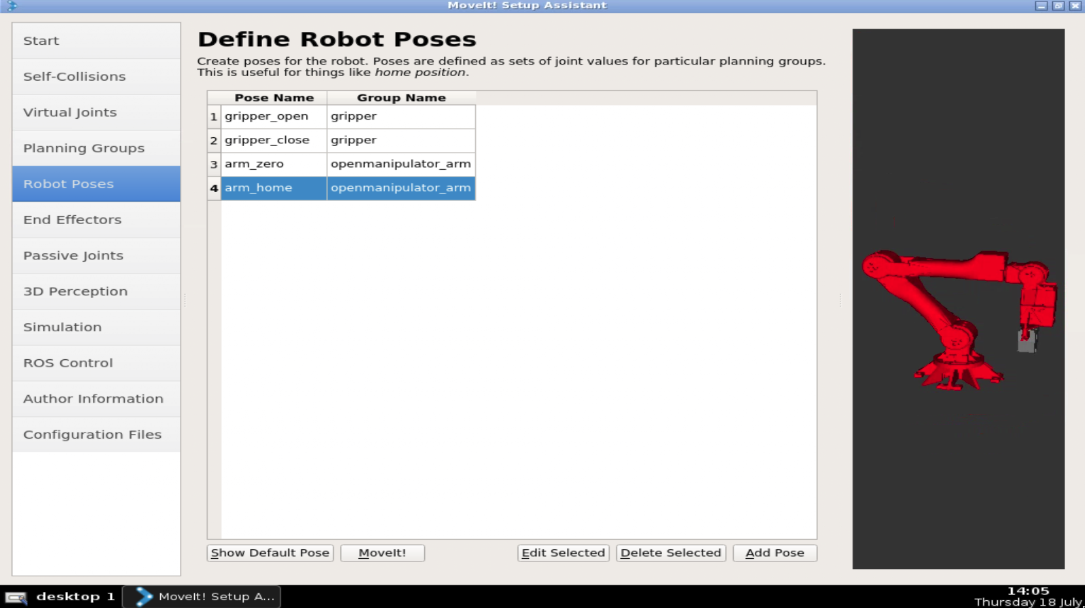 MoveIt! Setup Assistant
Start
Self-Collisions
Virtual Joints
Planning Groups
Robot Poses
End Effectors
Passive Joints
3D Perception
Simulation
ROS Control
Author Information
Configuration Files
Define Robot Poses
Create poses for the robot. Poses are defined as sets of joint values for particular planning groups.
This is useful for things like home position.
Pose Name Group Name
1 gripper_open gripper
2 gripper_close gripper
3 arm_zero openmanipulator_arm
4 arm_home openmanipulator_arm
Show Default Pose MoveIt! Edit Selected Delete Selected Add Pose
desktop 1 MoveIt! Setup A...
14:05
Thursday 18 July